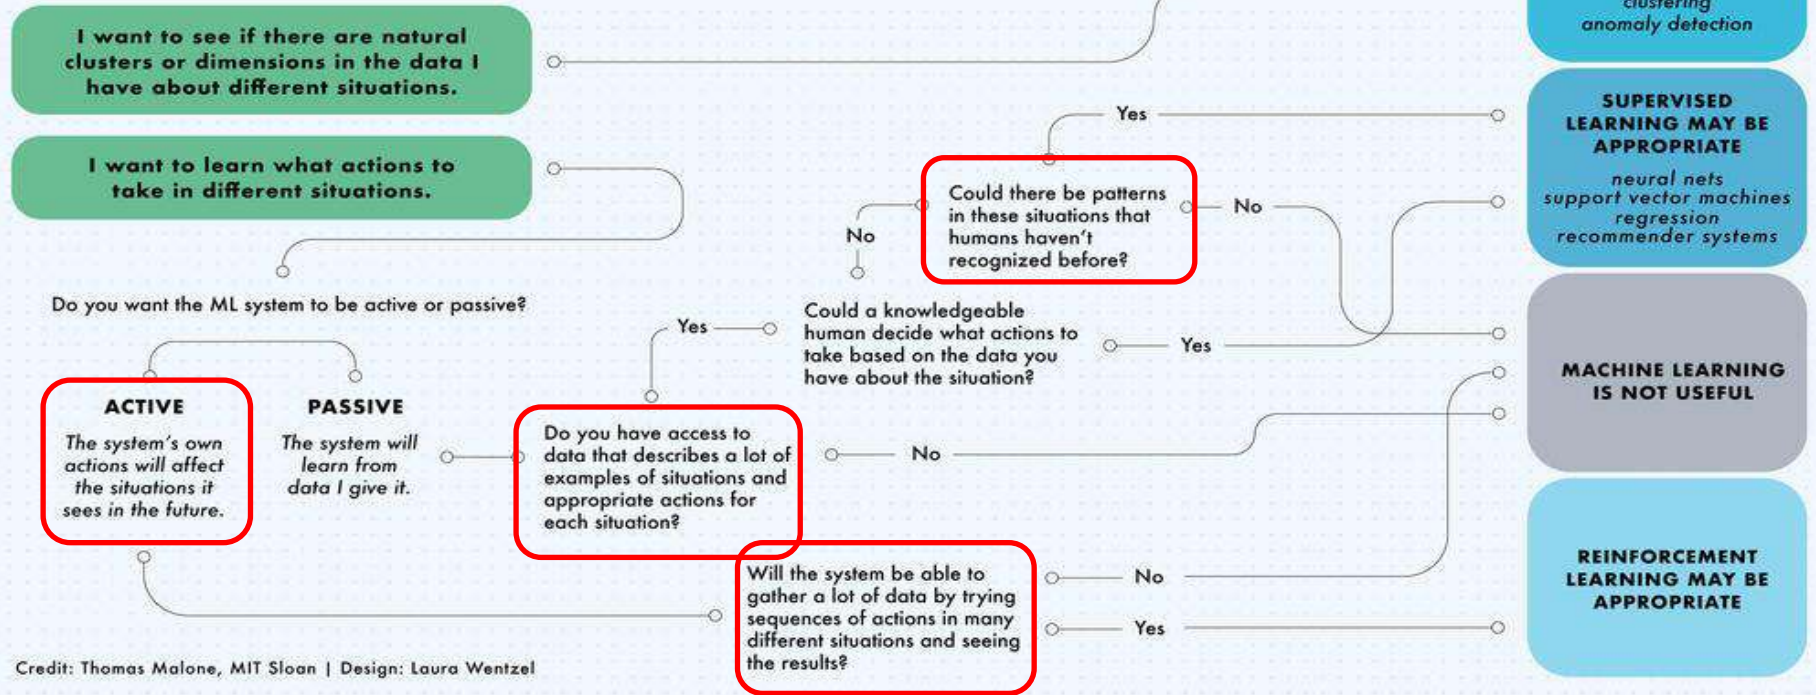 I want to see if there are natural
clusters or dimensions in the data I
have about different situations.
I want to learn what actions to
take in different situations.
Do you want the ML system to be active or passive?
ACTIVE
The system's own
actions will affect
the situations it
sees in the future.
PASSIVE
The system will
learn from
data I give it.
Do you have access to
data that describes a lot of
examples of situations and
appropriate actions for
each situation?
Yes
No
Could a knowledgeable
human decide what actions to
take based on the data you
have about the situation?
No
Yes
Could there be patterns
in these situations that
humans haven't
recognized before?
Yes
No
Will the system be able to
gather a lot of data by trying
sequences of actions in many
different situations and seeing
the results?
No
Yes
clustering
anomaly detection
SUPERVISED
LEARNING MAY BE
APPROPRIATE
neural nets
support vector machines
regression
recommender systems
MACHINE LEARNING
IS NOT USEFUL
REINFORCEMENT
LEARNING MAY BE
APPROPRIATE
Credit: Thomas Malone, MIT Sloan | Design: Laura Wentzel